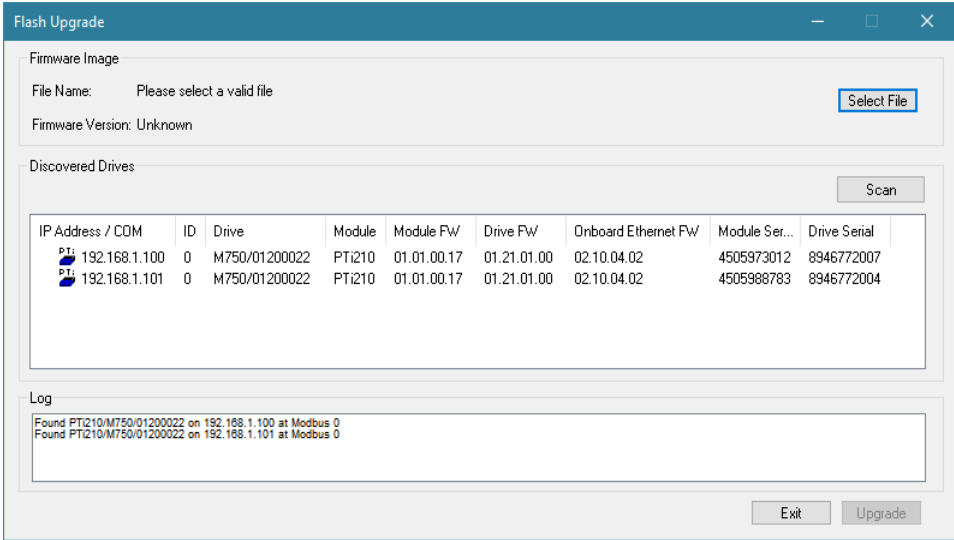 Flash Upgrade
Firmware Image
File Name: Please select a valid file
Select File
Firmware Version: Unknown
Discovered Drives
Scan
IP Address / COM ID Drive Module Module FW Drive FW Onboard Ethernet FW Module Ser... Drive Serial
PTi 192.168.1.100 0 M750/01200022 PTi210 01.01.00.17 01.21.01.00 02.10.04.02 4505973012 8946772007
PTi 192.168.1.101 0 M750/01200022 PTi210 01.01.00.17 01.21.01.00 02.10.04.02 4505988783 8946772004
Log
Found PTi210/M750/01200022 on 192.168.1.100 at Modbus 0
Found PTi210/M750/01200022 on 192.168.1.101 at Modbus 0
Exit Upgrade